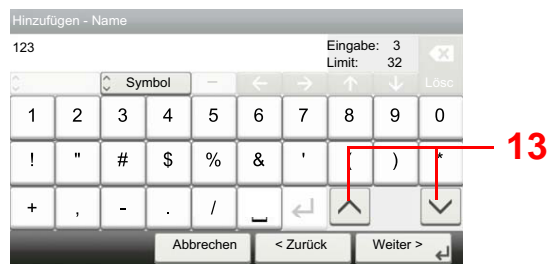 Hinzufügen - Name
123 Eingabe: 3
Limit: 32
Symbol – ← → ↑ ↓ Lösc
1 2 3 4 5 6 7 8 9 0
! " # $ % & ' ( ) *
13
+ , - . / _
Abbrechen < Zurück Weiter >